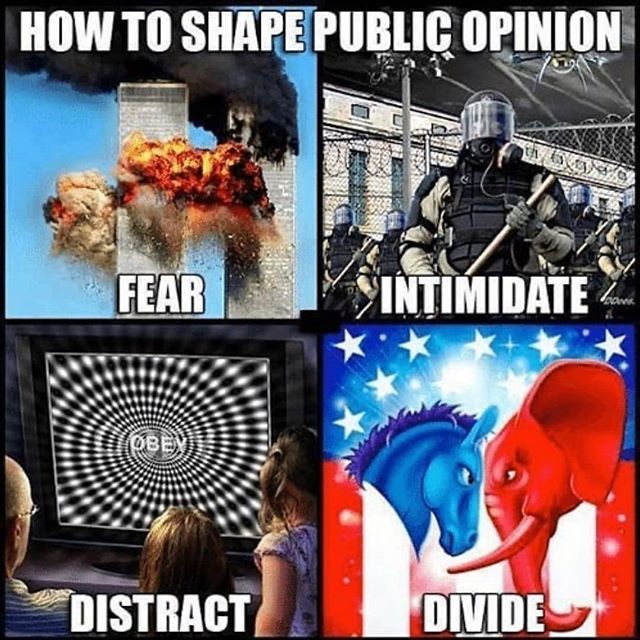 HOW TO SHAPE PUBLIC OPINION
FEAR
INTIMIDATE
OBEY
DISTRACT
DIVIDE